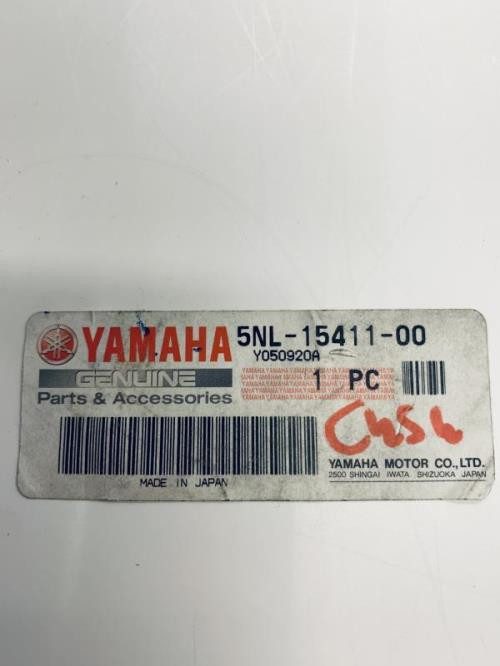 YAMAHA 5NL-15411-00
Y050920A
GENUINE
1 PC
Parts & Accessories
YAMAHA MOTOR CO.,LTD.
2500 SHINGAI IWATA SHIZUOKA JAPAN
MADE IN JAPAN